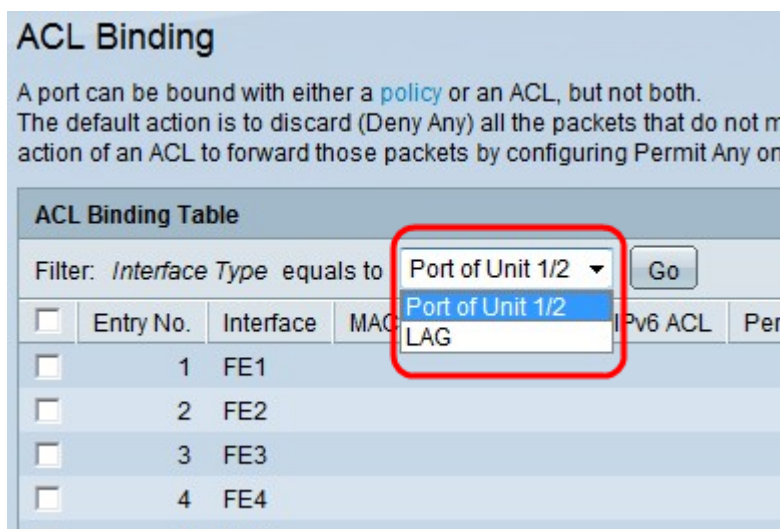 ACL Binding
A port can be bound with either a policy or an ACL, but not both.
The default action is to discard (Deny Any) all the packets that do not
action of an ACL to forward those packets by configuring Permit Any on
ACL Binding Table
Filter: Interface Type equals to Port of Unit 1/2 Go
Port of Unit 1/2
LAG
Entry No. Interface MAC IPv6 ACL Per
1 FE1
2 FE2
3 FE3
4 FE4